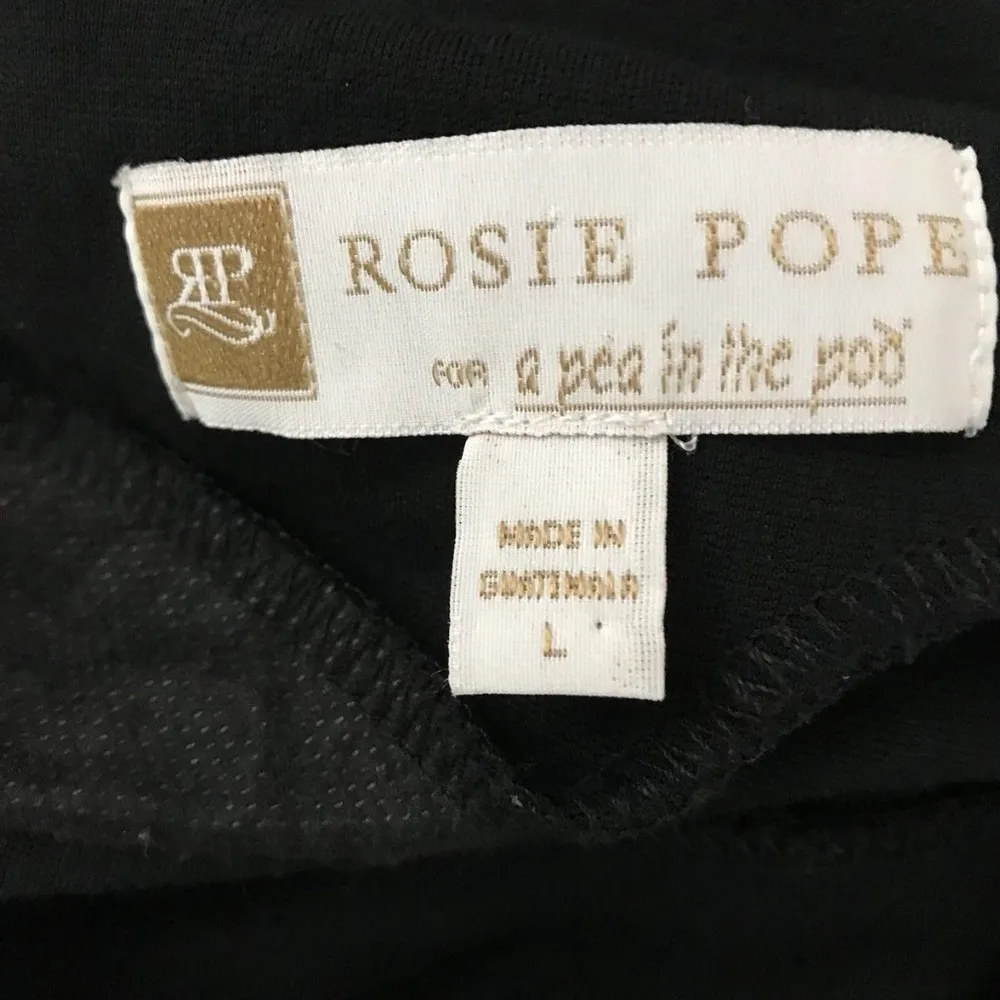 RP
ROSIE POPE
FOR a pea in the pod
MADE IN
GUATEMALA
L